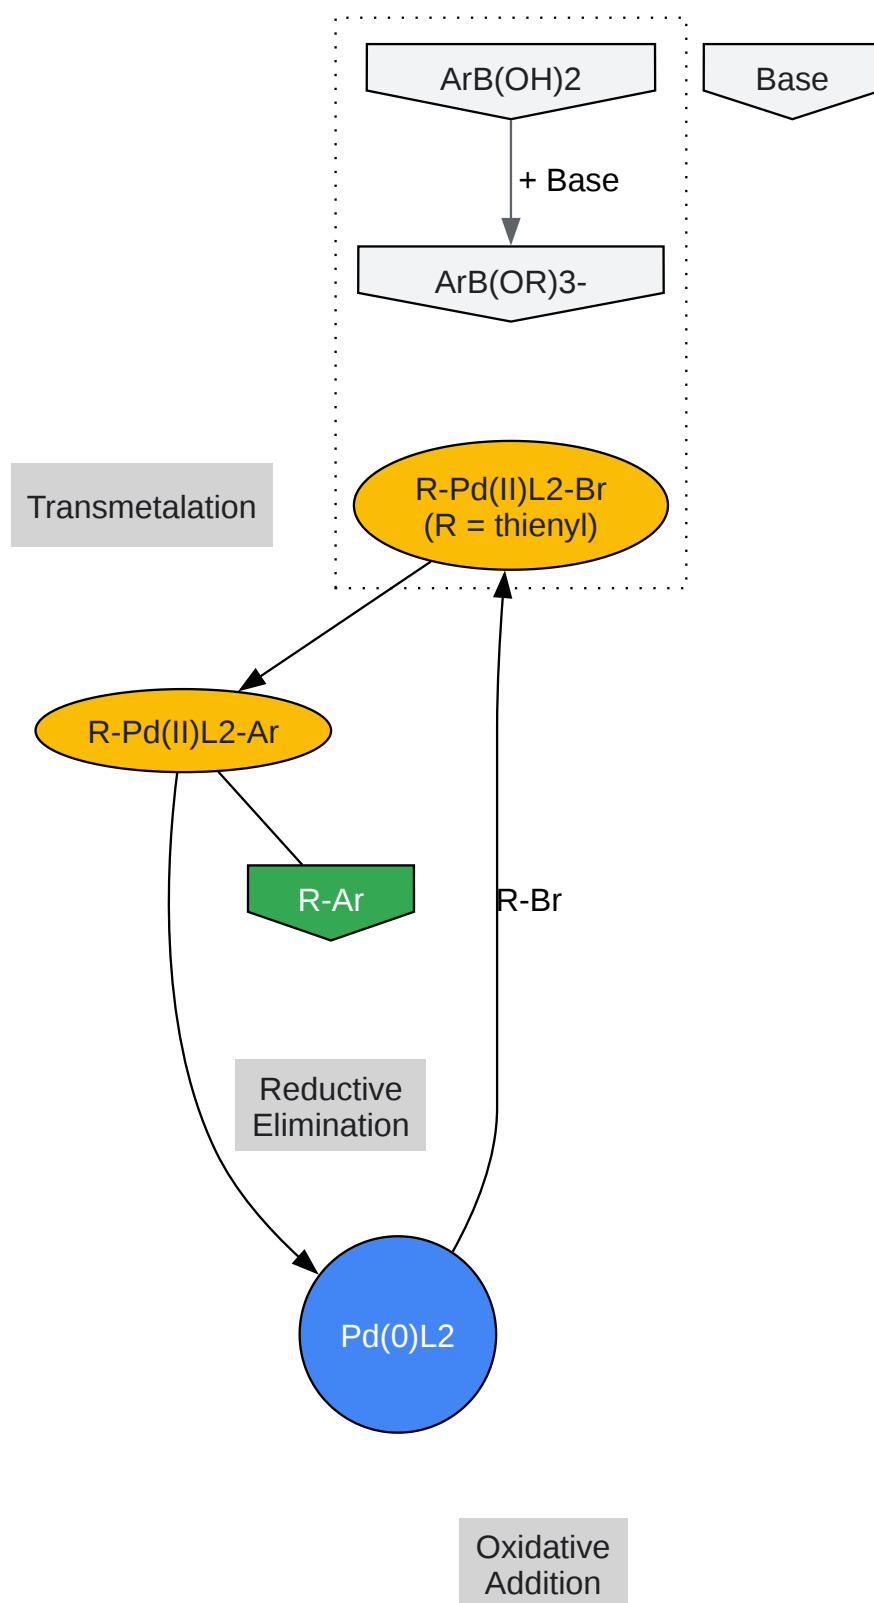 ArB(OH)2
Base
+ Base
ArB(OR)3-
R-Pd(II)L2-Br
(R = thienyl)
Transmetalation
R-Pd(II)L2-Ar
R-Ar
R-Br
Reductive
Elimination
Pd(0)L2
Oxidative
Addition